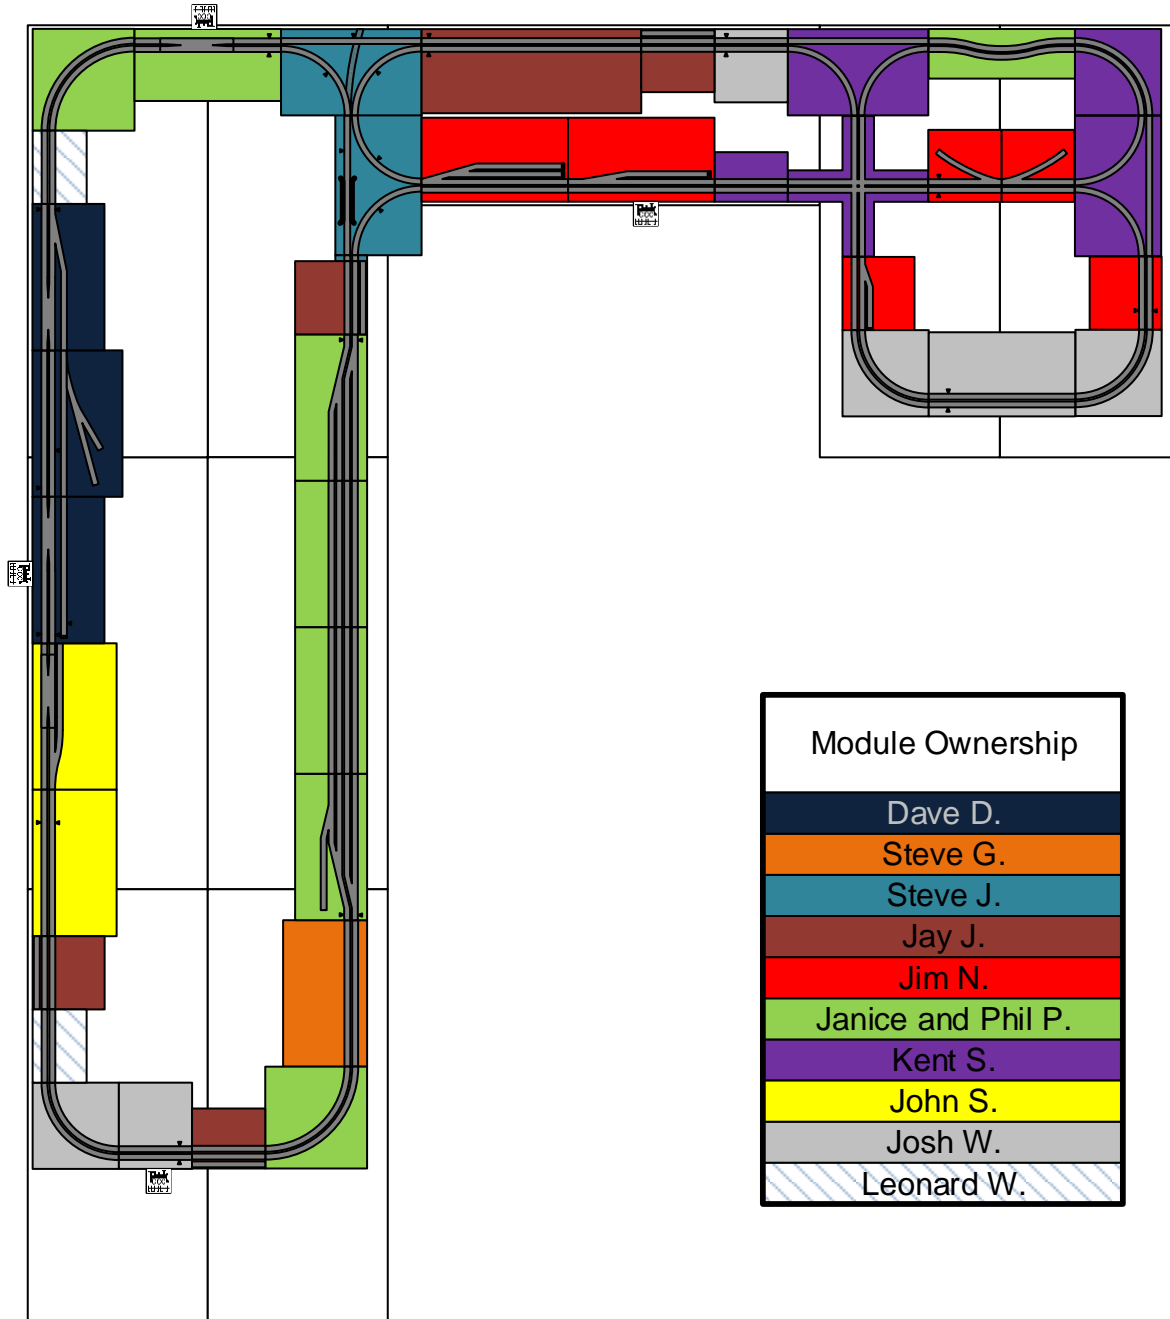 Module Ownership
Dave D.
Steve G.
Steve J.
Jay J.
Jim N.
Janice and Phil P.
Kent S.
John S.
Josh W.
Leonard W.